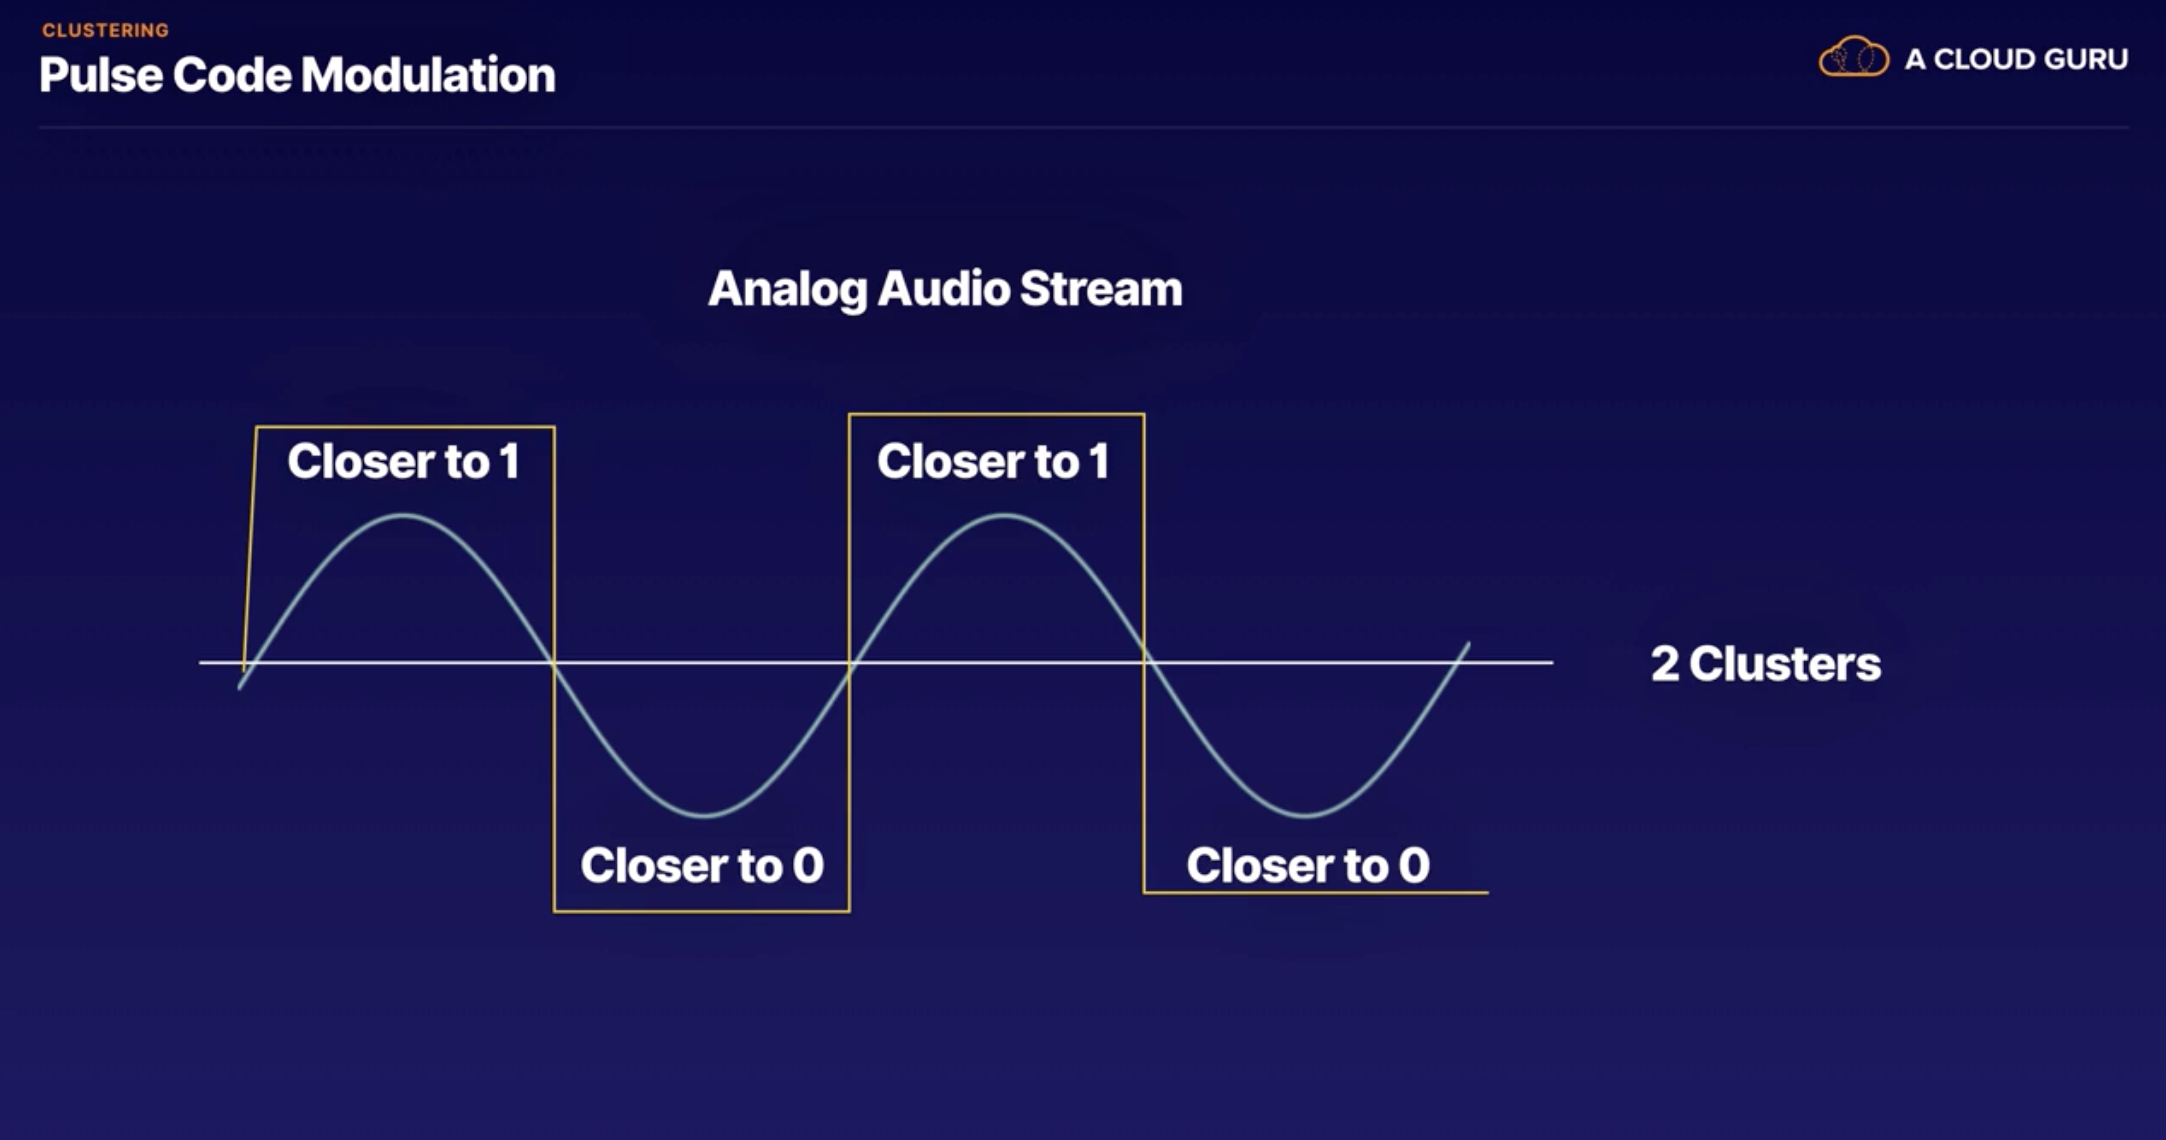 CLUSTERING
Pulse Code Modulation
A CLOUD GURU
Analog Audio Stream
Closer to 1
Closer to 1
2 Clusters
Closer to 0
Closer to 0